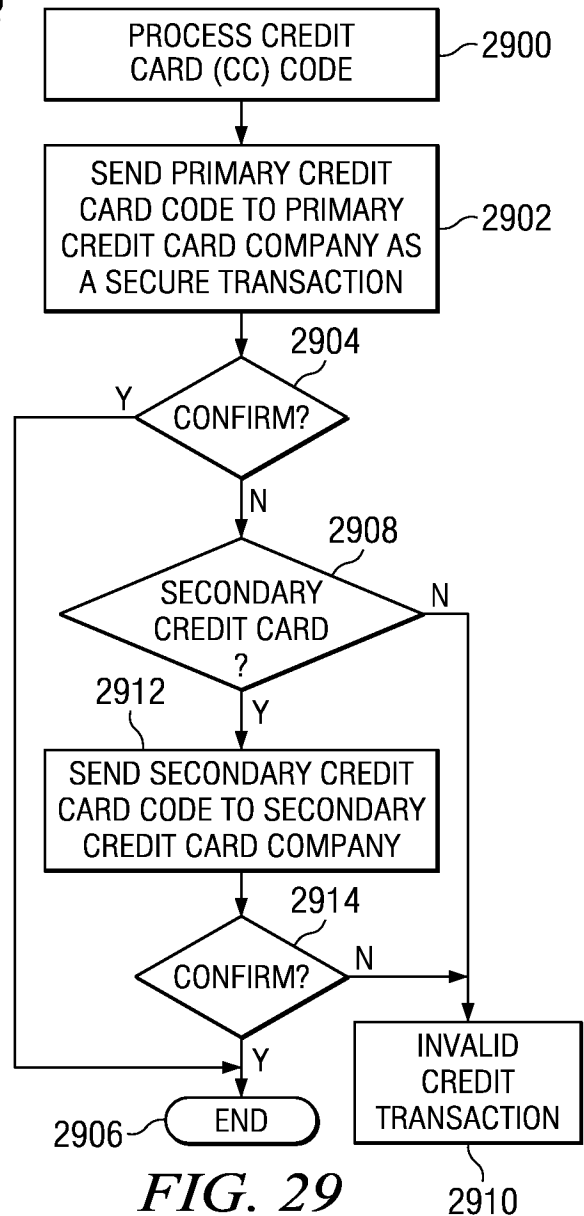 PROCESS CREDIT
CARD (CC) CODE
2900
SEND PRIMARY CREDIT
CARD CODE TO PRIMARY
CREDIT CARD COMPANY AS
A SECURE TRANSACTION
2902
2904
Y
CONFIRM?
N
2908
SECONDARY
CREDIT CARD
?
N
2912
Y
SEND SECONDARY CREDIT
CARD CODE TO SECONDARY
CREDIT CARD COMPANY
2914
CONFIRM?
N
Y
INVALID
CREDIT
TRANSACTION
2906
END
2910
FIG. 29